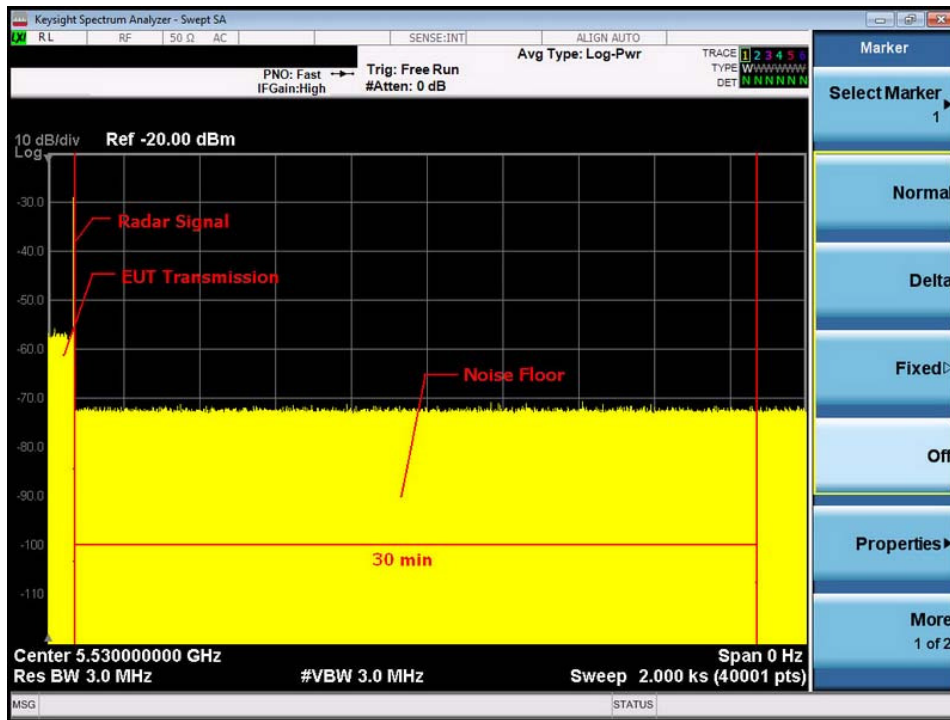 Keysight Spectrum Analyzer - Swept SA
LXI RL RF 50 Ω AC SENSE:INT ALIGN AUTO
Marker
Avg Type: Log-Pwr
TRACE 1 2 3 4 5 6
PNO: Fast Trig: Free Run
TYPE WWWWWW
IFGain:High #Atten: 0 dB
DET NNNNNN
Select Marker
1
10 dB/div Ref -20.00 dBm
Log
Normal
-30.0
Radar Signal
-40.0
EUT Transmission
Delta
-50.0
-60.0
Noise Floor
Fixed
-70.0
-80.0
Off
-90.0
-100
30 min
Properties
-110
More
1 of 2
Center 5.530000000 GHz Span 0 Hz
Res BW 3.0 MHz #VBW 3.0 MHz Sweep 2.000 ks (40001 pts)
MSG STATUS